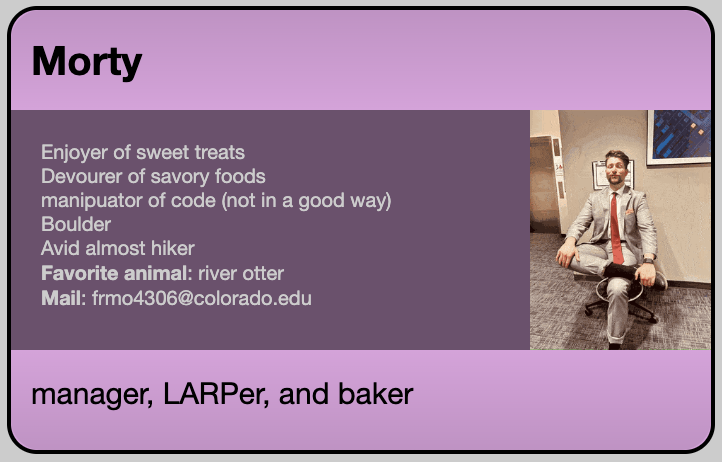 Morty
Enjoyer of sweet treats
Devourer of savory foods
manipuator of code (not in a good way)
Boulder
Avid almost hiker
Favorite animal: river otter
Mail: frmo4306@colorado.edu
manager, LARPer, and baker